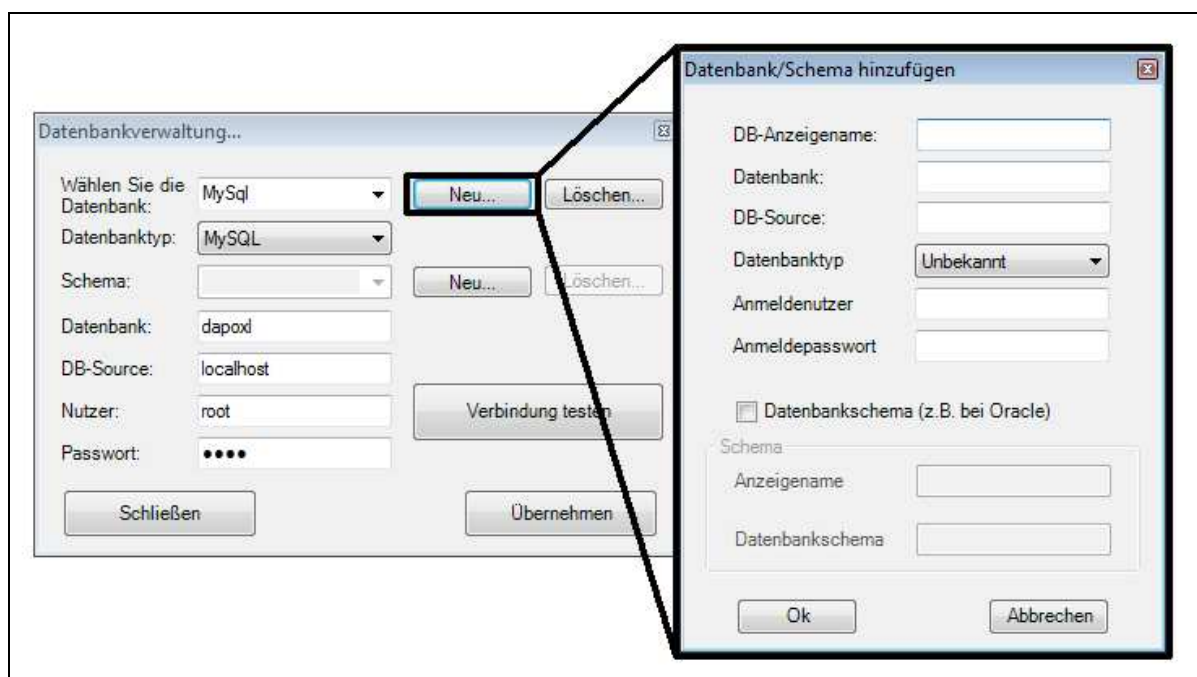 Datenbankverwaltung...
Wählen Sie die
Datenbank:
MySql
Neu...
Löschen...
Datenbanktyp:
MySQL
Schema:
Neu...
Löschen...
Datenbank:
dapoxl
DB-Source:
localhost
Nutzer:
root
Verbindung testen
Passwort:
●●●●
Schließen
Übernehmen
Datenbank/Schema hinzufügen
DB-Anzeigename:
Datenbank:
DB-Source:
Datenbanktyp
Unbekannt
Anmeldenutzer
Anmeldepasswort
Datenbankschema (z.B. bei Oracle)
Schema
Anzeigename
Datenbankschema
Ok
Abbrechen